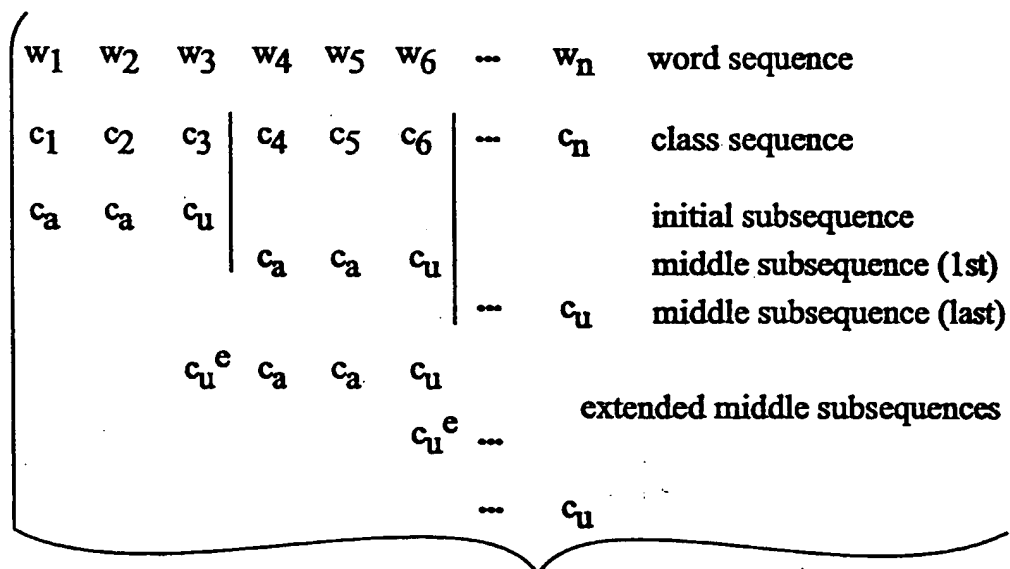 w1 w2 w3 w4 w5 w6 ... wn word sequence
c1 c2 c3 c4 c5 c6 ... cn class sequence
ca ca cu initial subsequence
ca ca cu middle subsequence (1st)
... cu middle subsequence (last)
cu^e ca ca cu
extended middle subsequences
cu^e ...
... cu